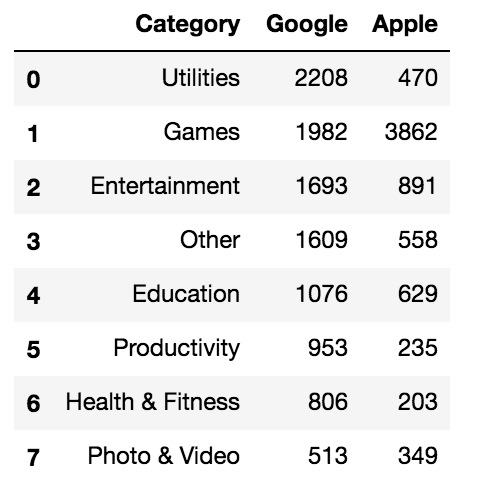 Category Google Apple
0 Utilities 2208 470
1 Games 1982 3862
2 Entertainment 1693 891
3 Other 1609 558
4 Education 1076 629
5 Productivity 953 235
6 Health & Fitness 806 203
7 Photo & Video 513 349